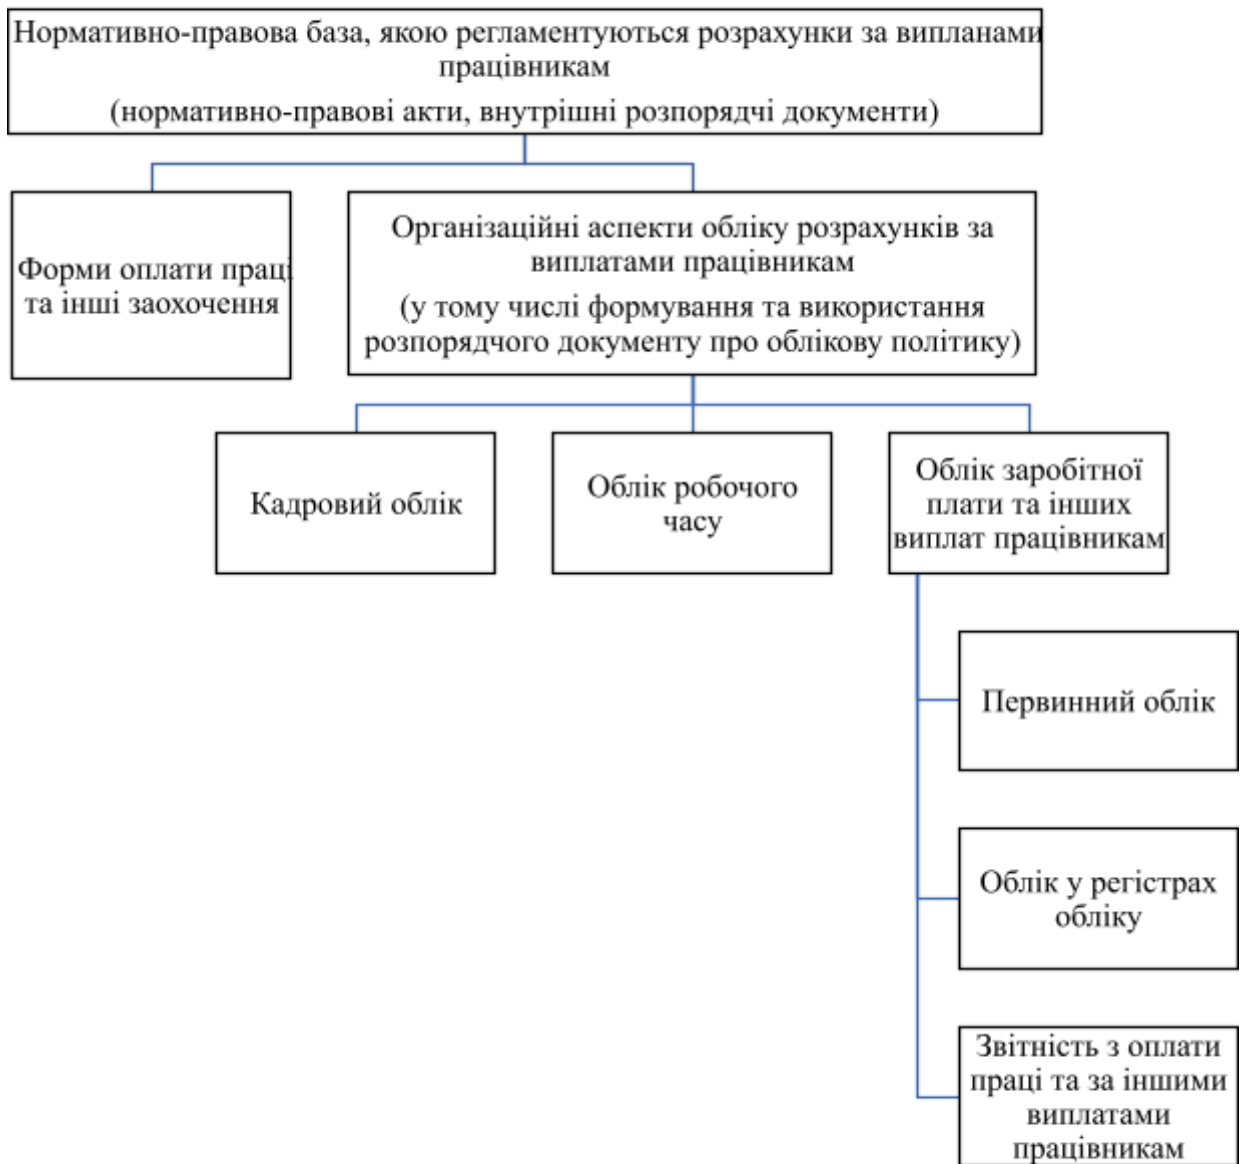 Нормативно-правова база, якою регламентуються розрахунки за випланами
працівникам
(нормативно-правові акти, внутрішні розпорядчі документи)
Форми оплати праці
та інші заохочення
Організаційні аспекти обліку розрахунків за
виплатами працівникам
(у тому числі формування та використання
розпорядчого документу про облікову політику)
Кадровий облік
Облік робочого
часу
Облік заробітної
плати та інших
виплат працівникам
Первинний облік
Облік у регістрах
обліку
Звітність з оплати
праці та за іншими
виплатами
працівникам